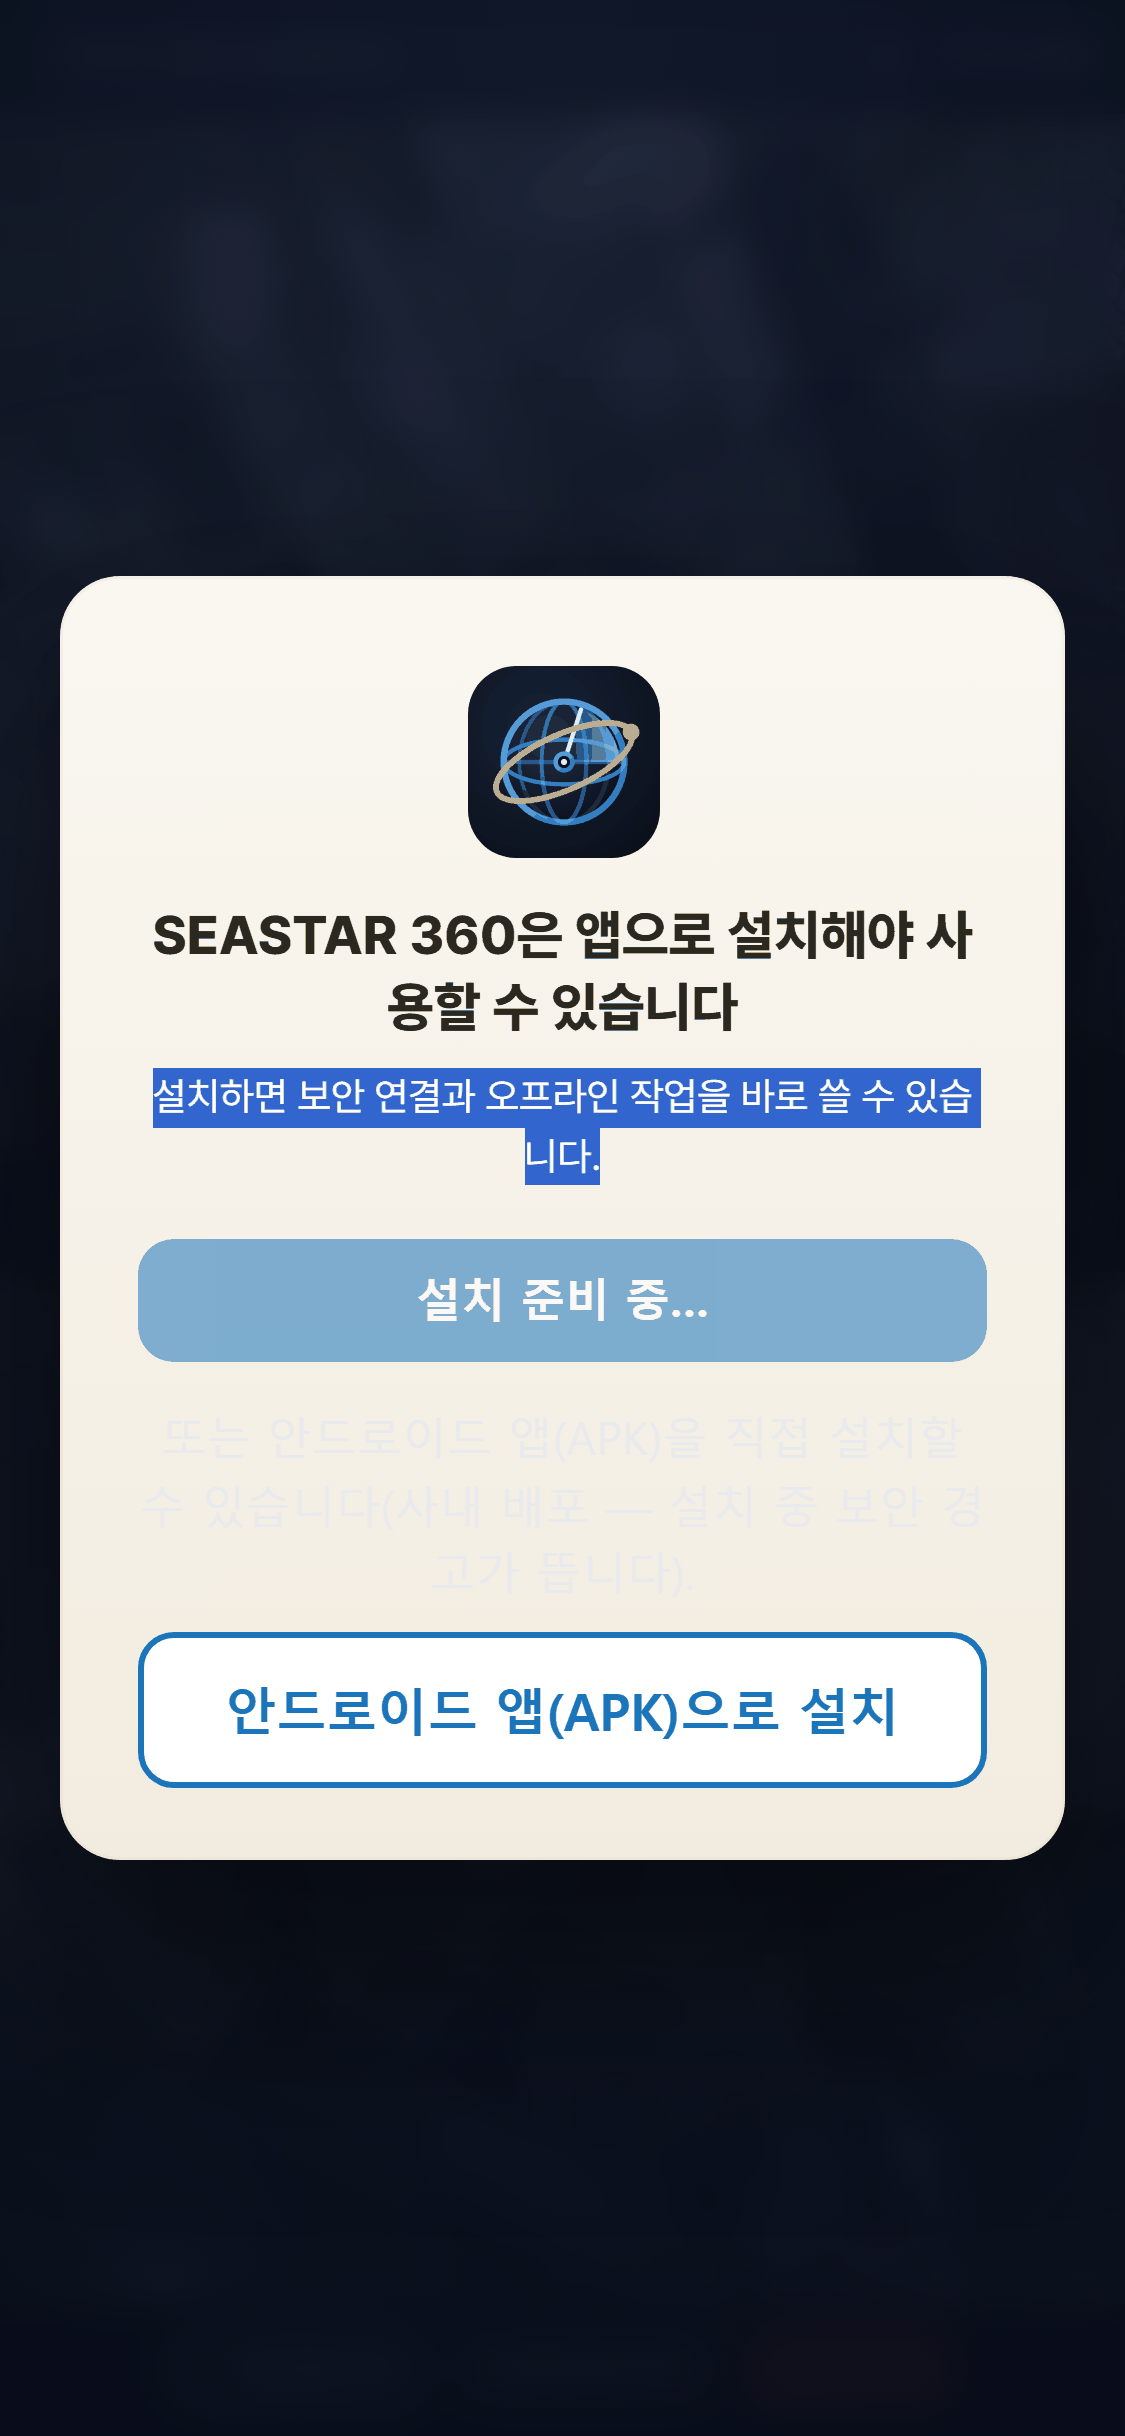 SEASTAR 360은 앱으로 설치해야 사
용할 수 있습니다
설치하면 보안 연결과 오프라인 작업을 바로 쓸 수 있습
니다.
설치 준비 중...
또는 안드로이드 앱(APK)을 직접 설치할
수 있습니다(사내 배포 — 설치 중 보안 경
고가 뜹니다).
안드로이드 앱(APK)으로 설치